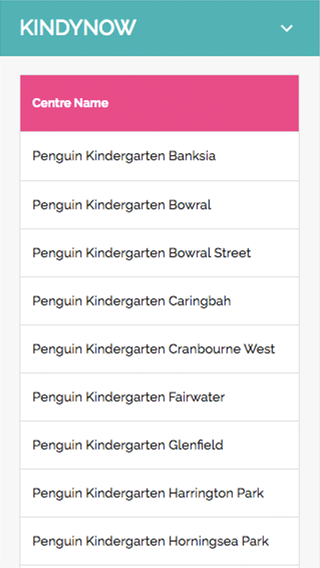 KINDYNOW
Centre Name
Penguin Kindergarten Banksia
Penguin Kindergarten Bowral
Penguin Kindergarten Bowral Street
Penguin Kindergarten Caringbah
Penguin Kindergarten Cranbourne West
Penguin Kindergarten Fairwater
Penguin Kindergarten Glenfield
Penguin Kindergarten Harrington Park
Penguin Kindergarten Horningsea Park